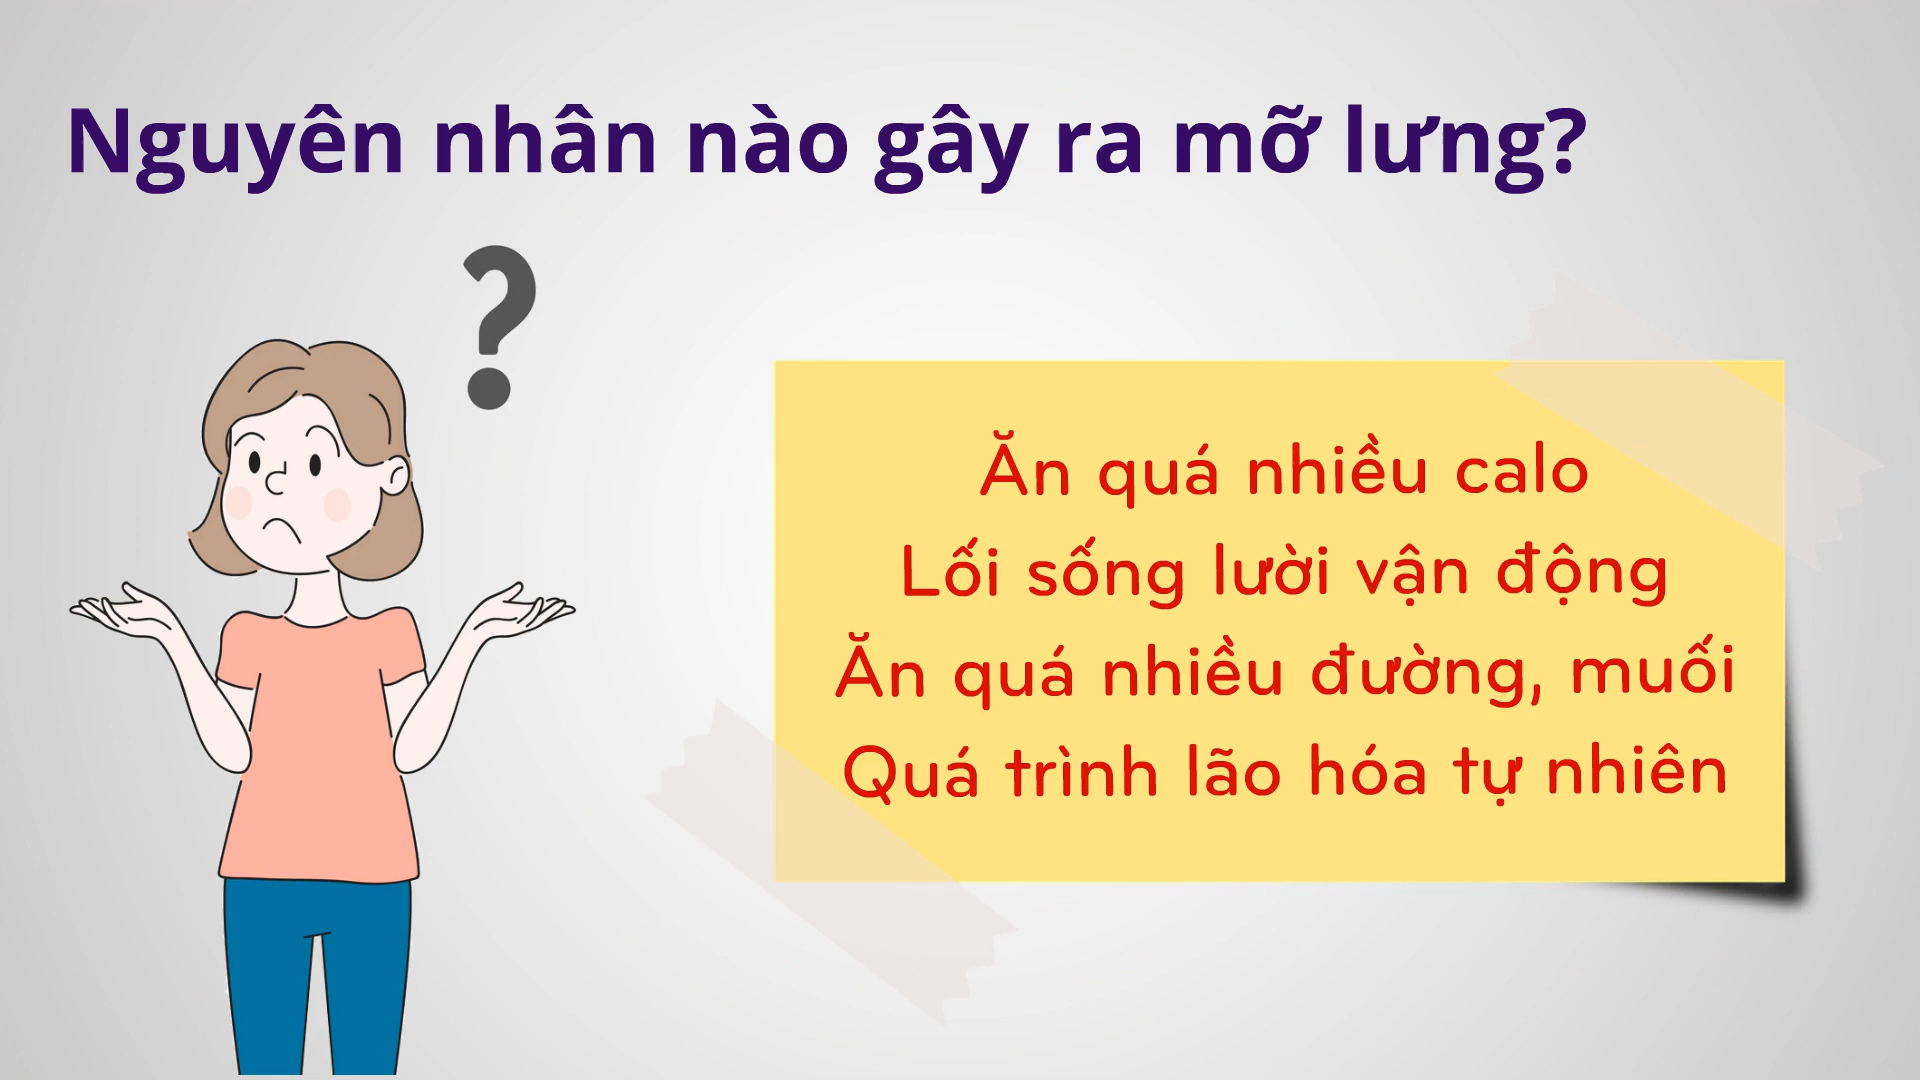 Nguyên nhân nào gây ra mỡ lưng?
?
Ăn quá nhiều calo
Lối sống lười vận động
Ăn quá nhiều đường, muối
Quá trình lão hóa tự nhiên